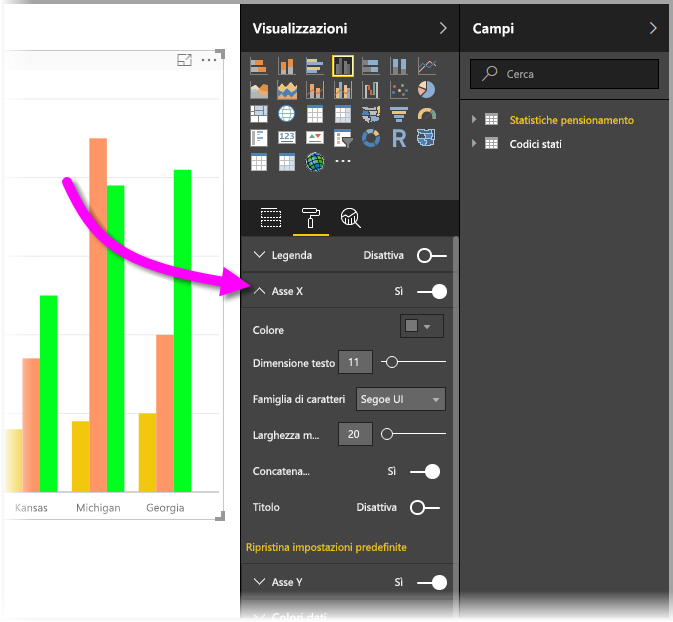 Visualizzazioni
Campi
Cerca
Statistiche pensionamento
Codici stati
123
R
Legenda Disattiva
Asse X Sì
Colore
Dimensione testo 11
Famiglia di caratteri Segoe UI
Larghezza m... 20
Concatena... Sì
Titolo Disattiva
Ripristina impostazioni predefinite
Asse Y Sì
Colori dati
Kansas Michigan Georgia